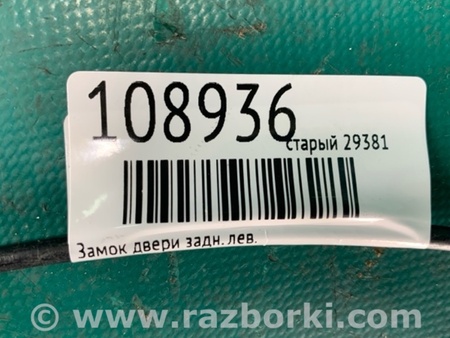 108936
старый 29381
Замок двери задн. лев.
© www.razborki.com